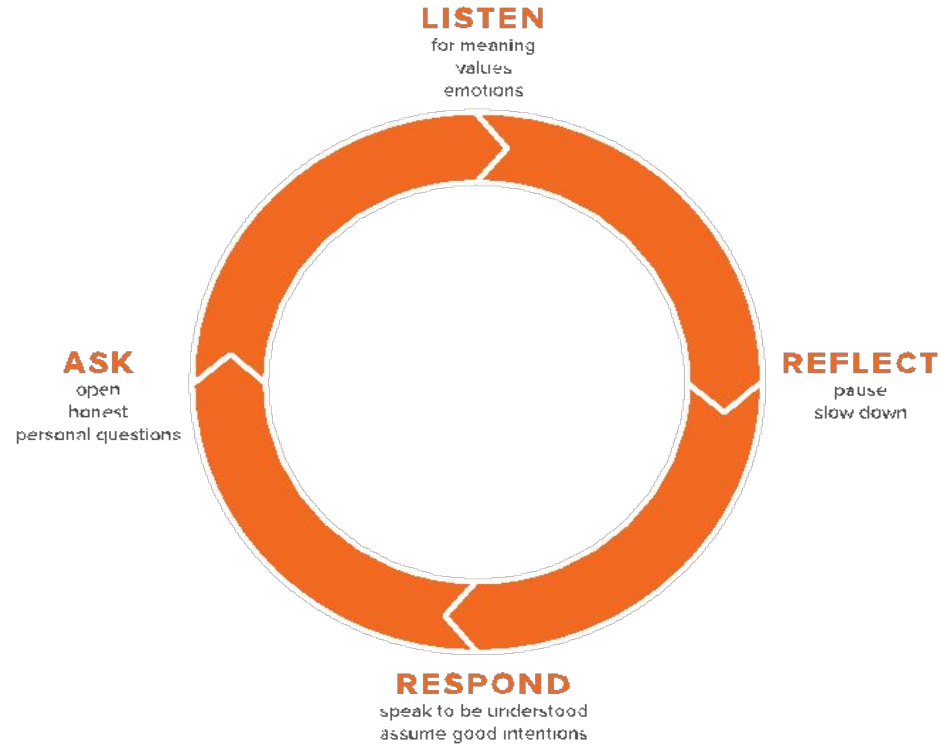 LISTEN
for meaning
values
emotions
ASK
open
honest
personal questions
REFLECT
pause
slow down
RESPOND
speak to be understood
assume good intentions